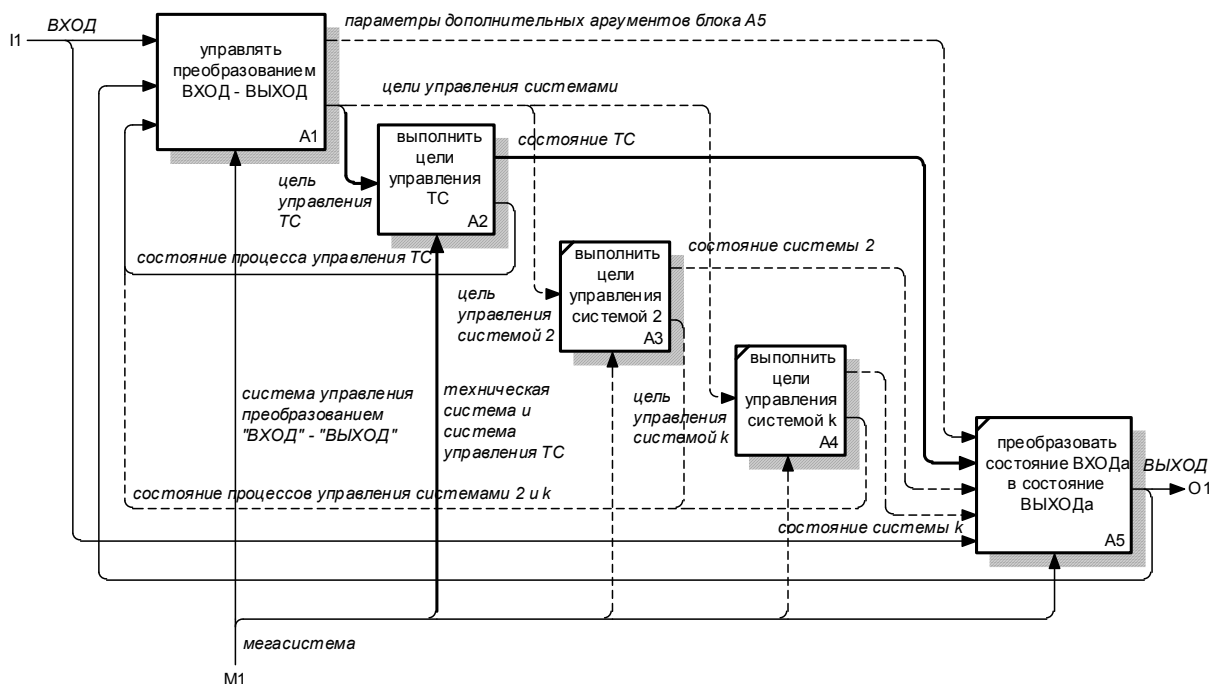 ВХОД
I1
параметры дополнительных аргументов блока A5
управлять
преобразованием
ВХОД - ВЫХОД
A1
цели управления системами
выполнить
цели
управления
ТС
A2
состояние ТС
цель
управления
ТС
состояние процесса управления ТС
выполнить
цели
управления
системой 2
A3
состояние системы 2
цель
управления
системой 2
выполнить
цели
управления
системой k
A4
цель
управления
системой k
система управления
преобразованием
"ВХОД" - "ВЫХОД"
техническая
система и
система
управления ТС
преобразовать
состояние ВХОДа
в состояние
ВЫХОДа
A5
ВЫХОД
O1
состояние процессов управления системами 2 и k
состояние системы k
мегасистема
M1